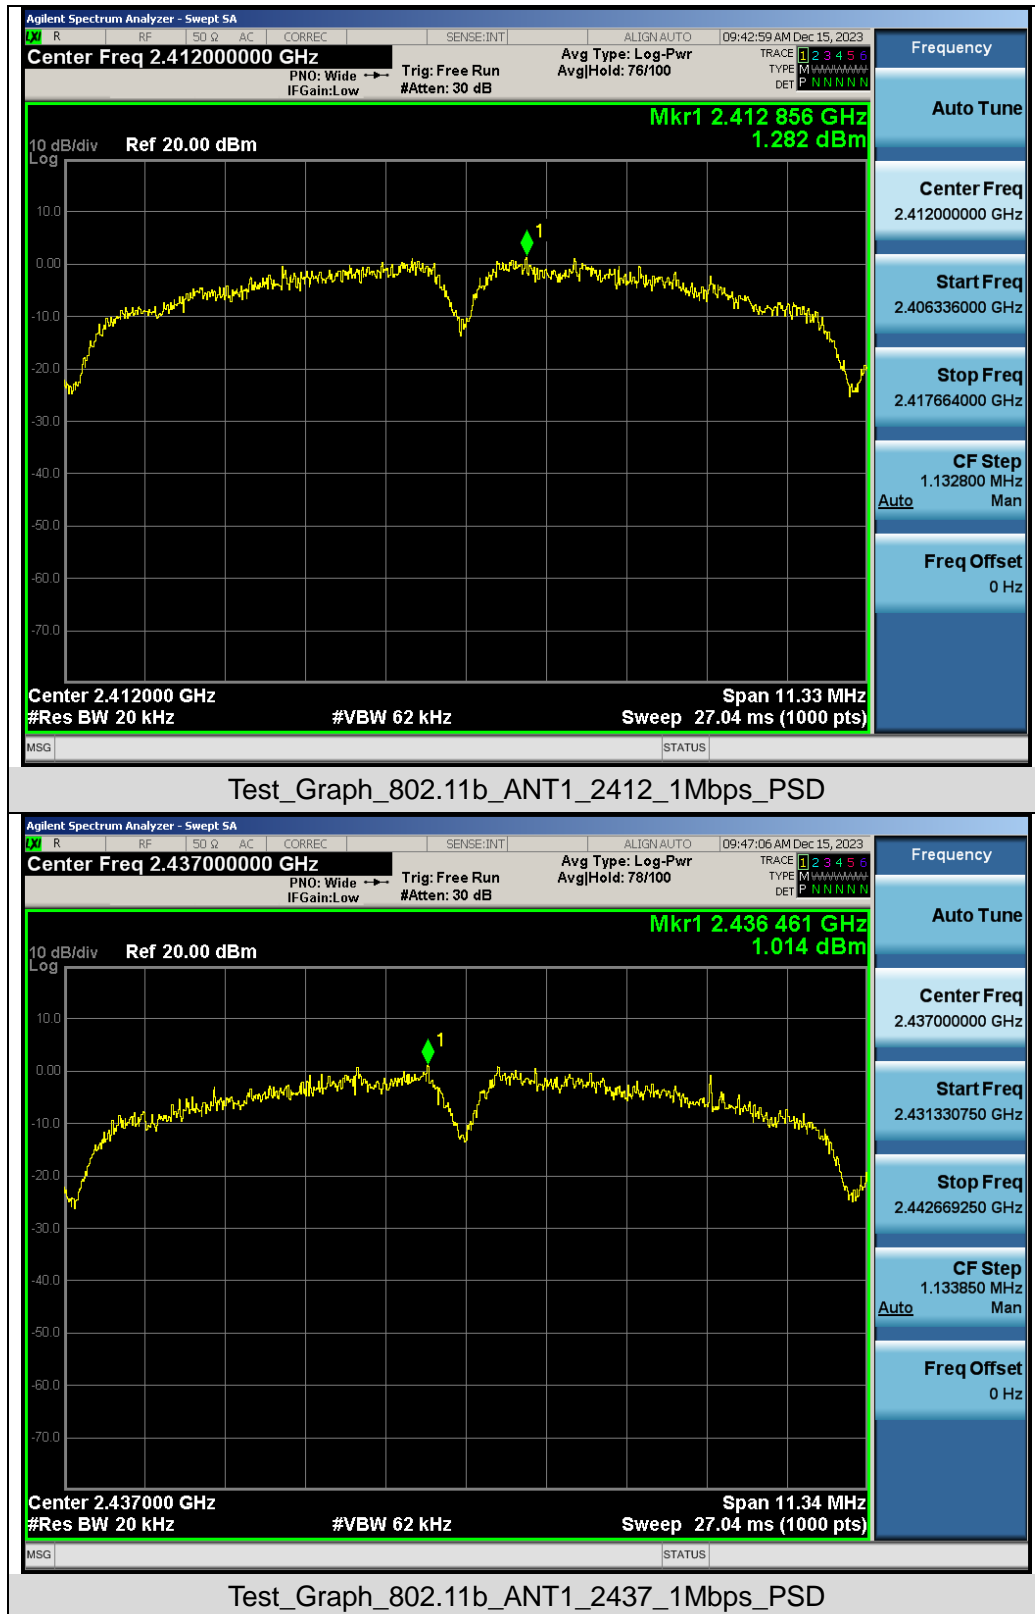 Agilent Spectrum Analyzer - Swept SA
LXI R RF 50 Ω AC CORREC SENSE:INT ALIGN AUTO 09:42:59 AM Dec 15, 2023
Center Freq 2.412000000 GHz
PNO: Wide
IFGain:Low
Trig: Free Run
#Atten: 30 dB
Avg Type: Log-Pwr
Avg|Hold: 76/100
TRACE 1 2 3 4 5 6
TYPE M WWWWW
DET P N N N N N
Mkr1 2.412 856 GHz
1.282 dBm
10 dB/div Ref 20.00 dBm
Log
1
10.0
0.00
-10.0
-20.0
-30.0
-40.0
-50.0
-60.0
-70.0
Center 2.412000 GHz Span 11.33 MHz
#Res BW 20 kHz #VBW 62 kHz Sweep 27.04 ms (1000 pts)
MSG STATUS
Frequency
Auto Tune
Center Freq
2.412000000 GHz
Start Freq
2.406336000 GHz
Stop Freq
2.417664000 GHz
CF Step
1.132800 MHz
Auto Man
Freq Offset
0 Hz
Test_Graph_802.11b_ANT1_2412_1Mbps_PSD
Agilent Spectrum Analyzer - Swept SA
LXI R RF 50 Ω AC CORREC SENSE:INT ALIGN AUTO 09:47:06 AM Dec 15, 2023
Center Freq 2.437000000 GHz
PNO: Wide
IFGain:Low
Trig: Free Run
#Atten: 30 dB
Avg Type: Log-Pwr
Avg|Hold: 78/100
TRACE 1 2 3 4 5 6
TYPE M WWWWW
DET P N N N N N
Mkr1 2.436 461 GHz
1.014 dBm
10 dB/div Ref 20.00 dBm
Log
1
10.0
0.00
-10.0
-20.0
-30.0
-40.0
-50.0
-60.0
-70.0
Center 2.437000 GHz Span 11.34 MHz
#Res BW 20 kHz #VBW 62 kHz Sweep 27.04 ms (1000 pts)
MSG STATUS
Frequency
Auto Tune
Center Freq
2.437000000 GHz
Start Freq
2.431330750 GHz
Stop Freq
2.442669250 GHz
CF Step
1.133850 MHz
Auto Man
Freq Offset
0 Hz
Test_Graph_802.11b_ANT1_2437_1Mbps_PSD